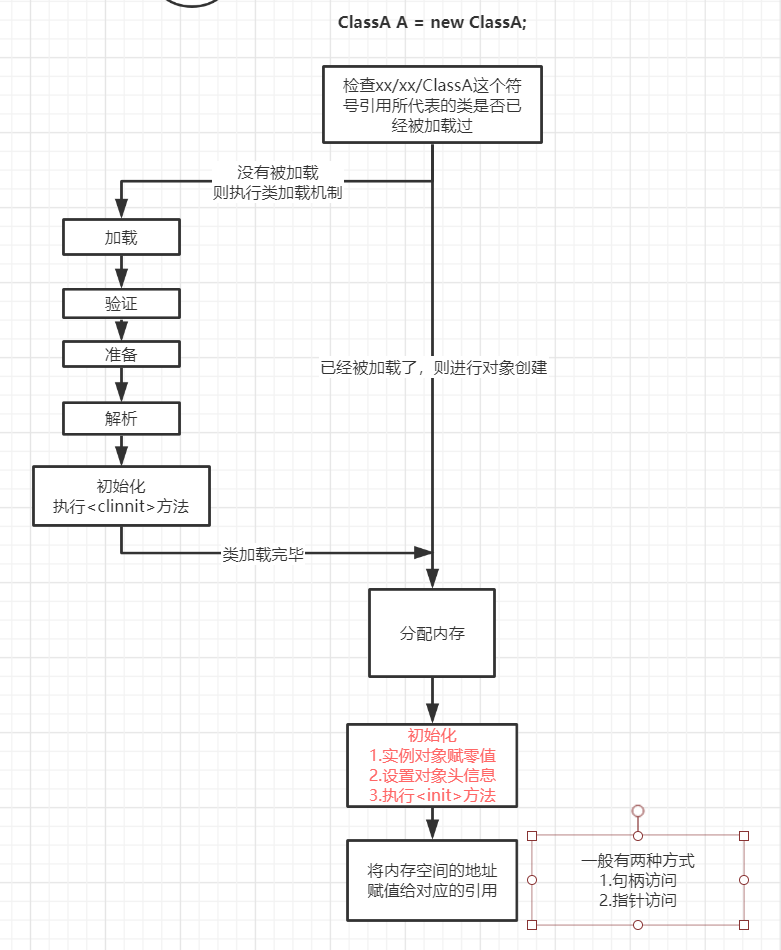 ClassA A = new ClassA;
检查xx/xx/ClassA这个符
号引用所代表的类是否已
经被加载过
没有被加载
则执行类加载机制
加载
验证
准备
已经被加载了，则进行对象创建
解析
初始化
执行<clinnit>方法
类加载完毕
分配内存
初始化
1.实例对象赋零值
2.设置对象头信息
3.执行<init>方法
将内存空间的地址
赋值给对应的引用
一般有两种方式
1.句柄访问
2.指针访问